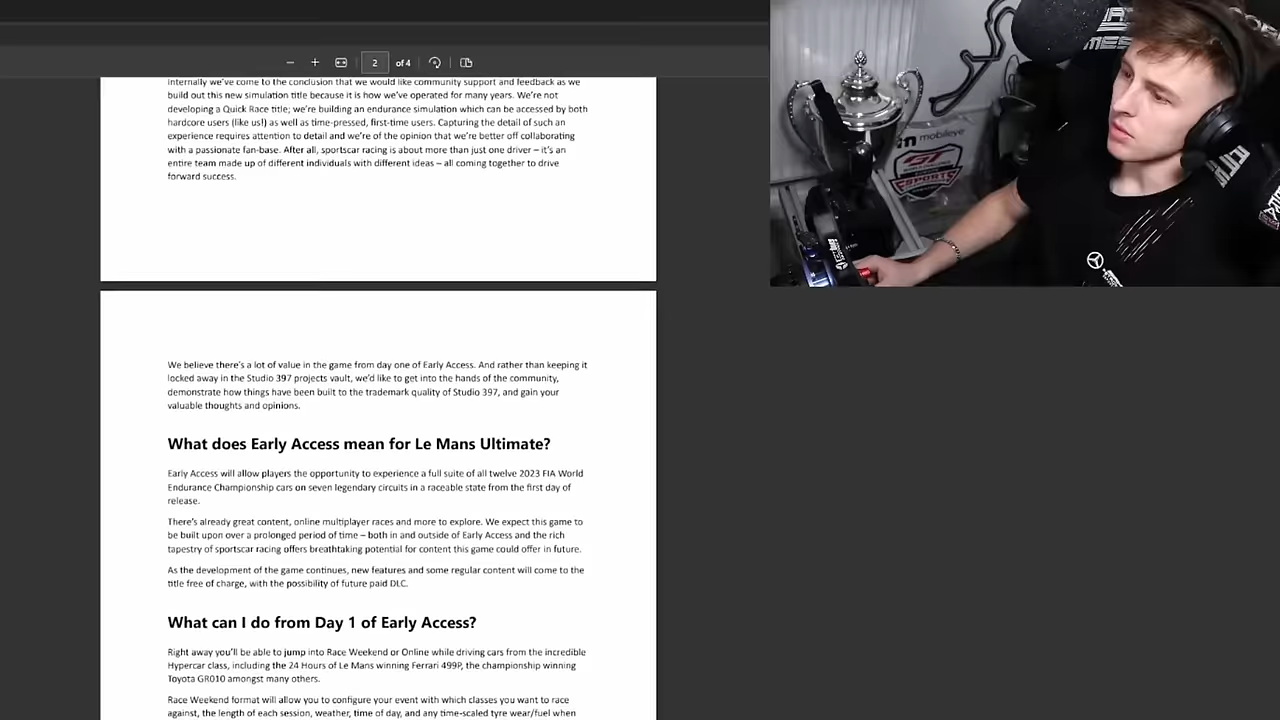 2 of 4
internally we've come to the conclusion that we would like community support and feedback as we
build out this new simulation title because it is how we've operated for many years. We're not
developing a Quick Race title; we're building an endurance simulation which can be accessed by both
hardcore users (like us!) as well as time-pressed, first-time users. Capturing the detail of such an
experience requires attention to detail and we're of the opinion that we're better off collaborating
with a passionate fan-base. After all, sportscar racing is about more than just one driver – it's an
entire team made up of different individuals with different ideas – all coming together to drive
forward success.
mobileye
GT
ESPORTS
We believe there's a lot of value in the game from day one of Early Access. And rather than keeping it
locked away in the Studio 397 projects vault, we'd like to get into the hands of the community,
demonstrate how things have been built to the trademark quality of Studio 397, and gain your
valuable thoughts and opinions.
What does Early Access mean for Le Mans Ultimate?
Early Access will allow players the opportunity to experience a full suite of all twelve 2023 FIA World
Endurance Championship cars on seven legendary circuits in a raceable state from the first day of
release.
There's already great content, online multiplayer races and more to explore. We expect this game to
be built upon over a prolonged period of time – both in and outside of Early Access and the rich
tapestry of sportscar racing offers breathtaking potential for content this game could offer in future.
As the development of the game continues, new features and some regular content will come to the
title free of charge, with the possibility of future paid DLC.
What can I do from Day 1 of Early Access?
Right away you'll be able to jump into Race Weekend or Online while driving cars from the incredible
Hypercar class, including the 24 Hours of Le Mans winning Ferrari 499P, the championship winning
Toyota GR010 amongst many others.
Race Weekend format will allow you to configure your event with which classes you want to race
against, the length of each session, weather, time of day, and any time-scaled tyre wear/fuel when